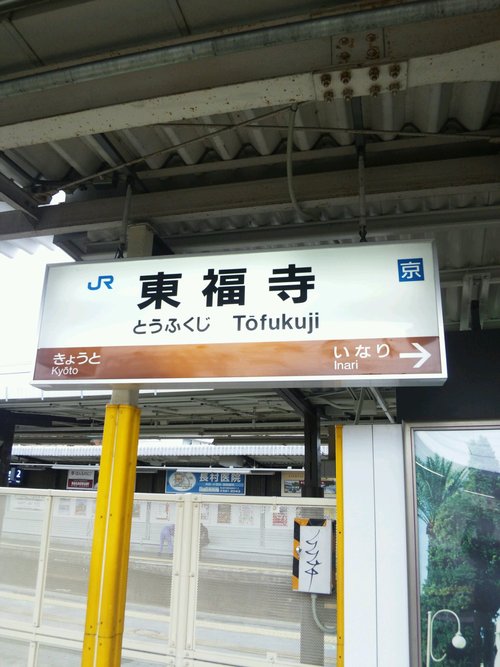 JR 東福寺 京
とうふくじ Tōfukuji
きょうと いなり
Kyōto Inari
2
長村医院